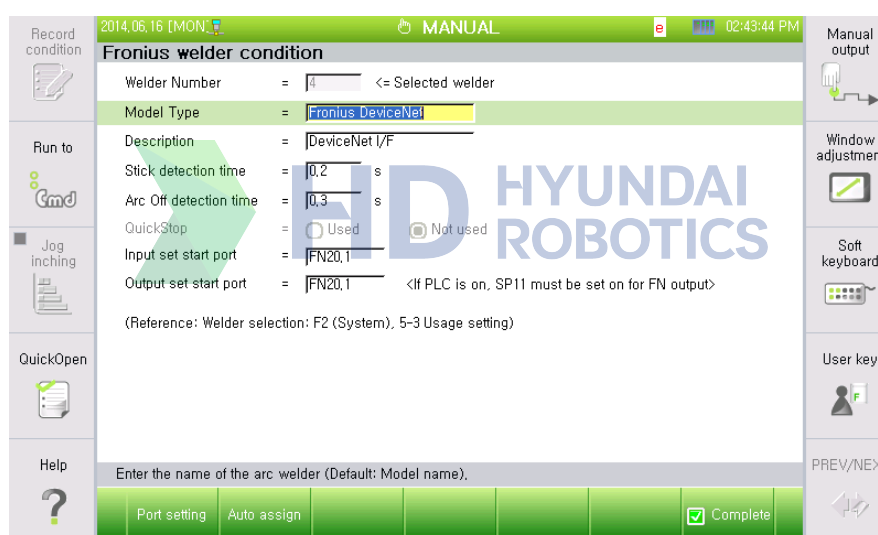 Record condition
2014,06,16 [MON] MANUAL e 02:43:44 PM
Manual output
Fronius welder condition
Welder Number = 4 <= Selected welder
Model Type = Fronius DeviceNet
Description = DeviceNet I/F
Stick detection time = 0,2 s
Arc Off detection time = 0,3 s
QuickStop = Used Not used
Input set start port = FN20,1
Output set start port = FN20,1 <If PLC is on, SP11 must be set on for FN output>
(Reference: Welder selection: F2 (System), 5-3 Usage setting)
HD HYUNDAI
ROBOTICS
Run to
Cmd
Jog
inching
QuickOpen
Help
?
Window
adjustmen
Soft
keyboard
User key
F
PREV/NEX
Enter the name of the arc welder (Default: Model name),
Port setting Auto assign Complete